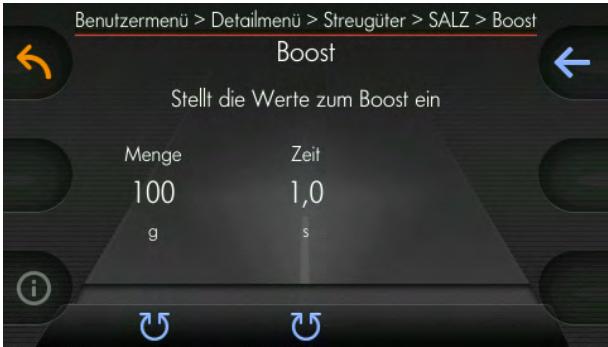 Benutzermenü > Detailmenü > Streugüter > SALZ > Boost
Boost
Stellt die Werte zum Boost ein
Menge Zeit
100 1,0
g s